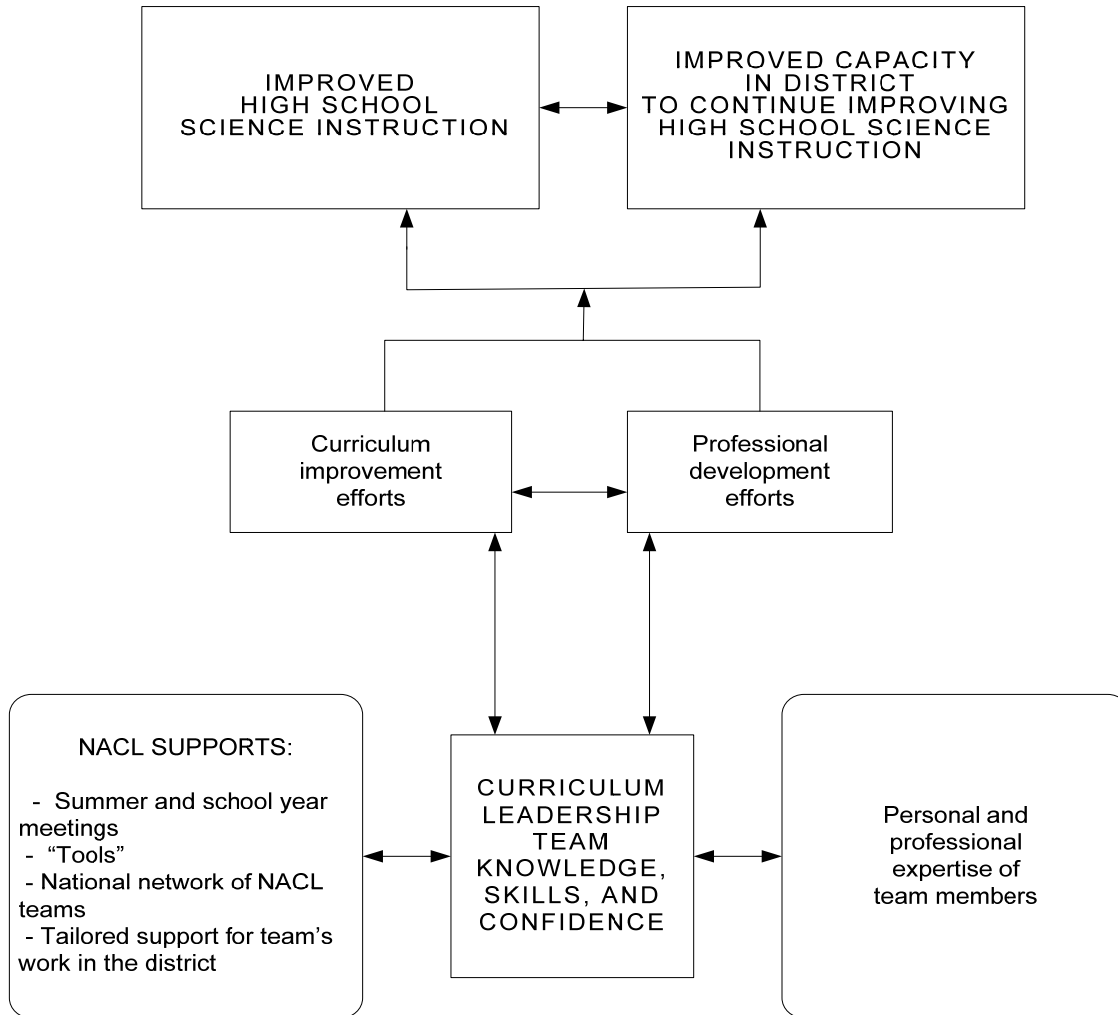 IMPROVED
HIGH SCHOOL
SCIENCE INSTRUCTION
IMPROVED CAPACITY
IN DISTRICT
TO CONTINUE IMPROVING
HIGH SCHOOL SCIENCE
INSTRUCTION
Curriculum
improvement
efforts
Professional
development
efforts
NACL SUPPORTS:
- Summer and school year
meetings
- “Tools”
- National network of NACL
teams
- Tailored support for team’s
work in the district
CURRICULUM
LEADERSHIP
TEAM
KNOWLEDGE,
SKILLS, AND
CONFIDENCE
Personal and
professional
expertise of
team members